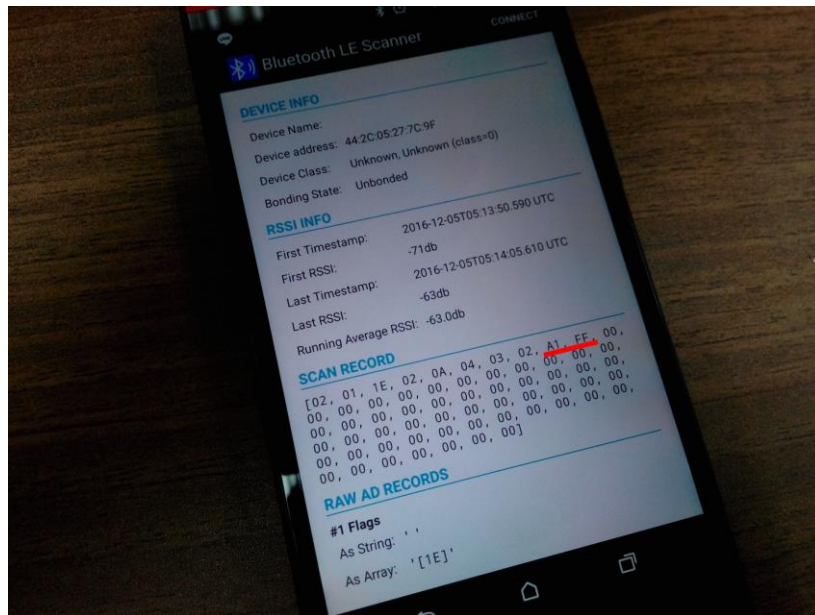 CONNECT
Bluetooth LE Scanner
DEVICE INFO
Device Name:
Device address: 44:2C:05:27:7C:9F
Device Class: Unknown, Unknown (class=0)
Bonding State: Unbonded
RSSI INFO
First Timestamp: 2016-12-05T05:13:50.590 UTC
First RSSI: -71db
Last Timestamp: 2016-12-05T05:14:05.610 UTC
Last RSSI: -63db
Running Average RSSI: -63.0db
SCAN RECORD
[02, 01, 1E, 02, 0A, 04, 03, 02, A1, FF, 00,
00, 00, 00, 00, 00, 00, 00, 00, 00, 00, 00,
00, 00, 00, 00, 00, 00, 00, 00, 00, 00, 00,
00, 00, 00, 00, 00, 00, 00, 00, 00, 00, 00,
00, 00, 00, 00, 00, 00, 00, 00, 00, 00, 00,
00, 00, 00, 00, 00, 00, 00]
RAW AD RECORDS
#1 Flags
As String: ' '
As Array: '[1E]'